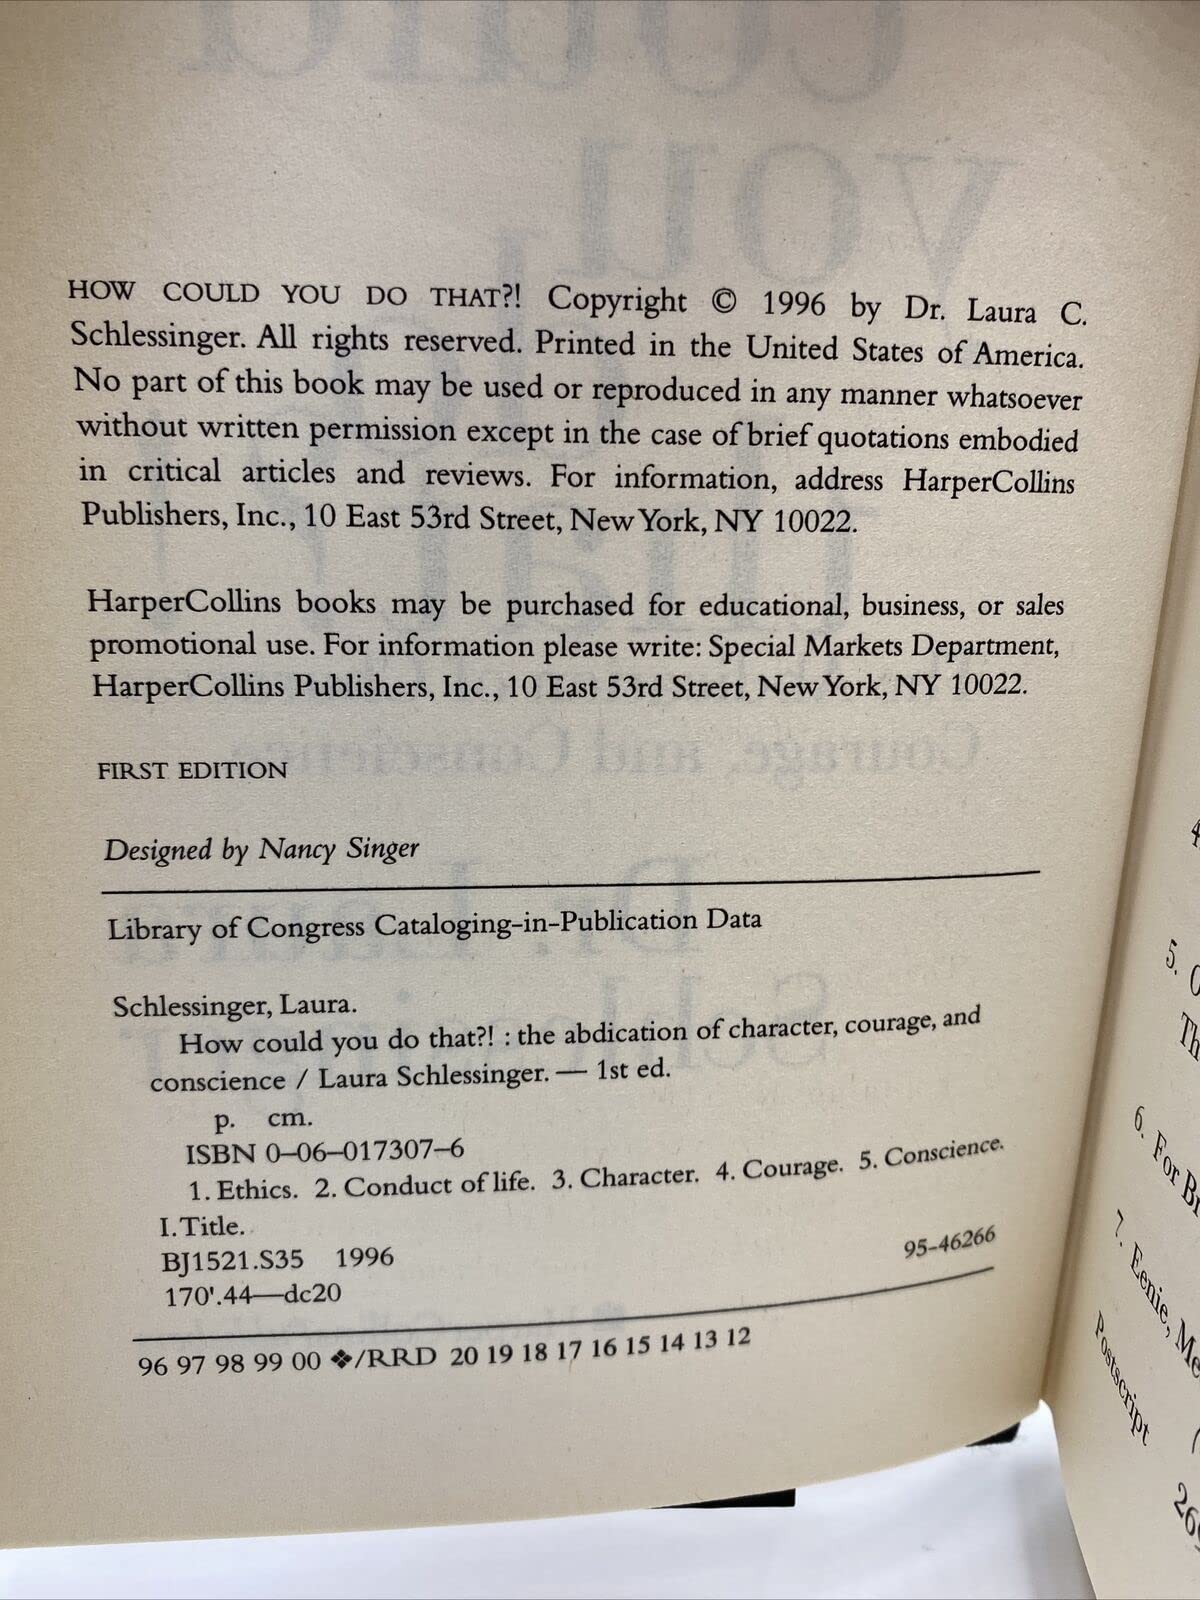 HOW COULD YOU DO THAT?! Copyright © 1996 by Dr. Laura C.
Schlessinger. All rights reserved. Printed in the United States of America.
No part of this book may be used or reproduced in any manner whatsoever
without written permission except in the case of brief quotations embodied
in critical articles and reviews. For information, address HarperCollins
Publishers, Inc., 10 East 53rd Street, New York, NY 10022.
HarperCollins books may be purchased for educational, business, or sales
promotional use. For information please write: Special Markets Department,
HarperCollins Publishers, Inc., 10 East 53rd Street, New York, NY 10022.
FIRST EDITION
Designed by Nancy Singer
Library of Congress Cataloging-in-Publication Data
Schlessinger, Laura.
How could you do that?! : the abdication of character, courage, and
conscience / Laura Schlessinger. — 1st ed.
p. cm.
ISBN 0–06–017307–6
1. Ethics. 2. Conduct of life. 3. Character. 4. Courage. 5. Conscience.
I. Title.
BJ1521.S35 1996
95-46266
170'.44—dc20
96 97 98 99 00 ❖/RRD 20 19 18 17 16 15 14 13 12
5.
6. For
7. Eenie,
Postscript